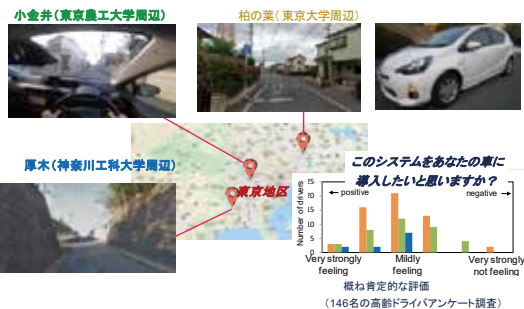 小金井（東京農工大学周辺）
柏の葉（東京大学周辺）
厚木（神奈川工科大学周辺）
東京地区
このシステムをあなたの車に
導入したいと思いますか？
Number of drivers
25
20
15
10
5
0
positive
negative
Very strongly
feeling
Mildly
feeling
Very strongly
not feeling
概ね肯定的な評価
（146名の高齢ドライバアンケート調査）